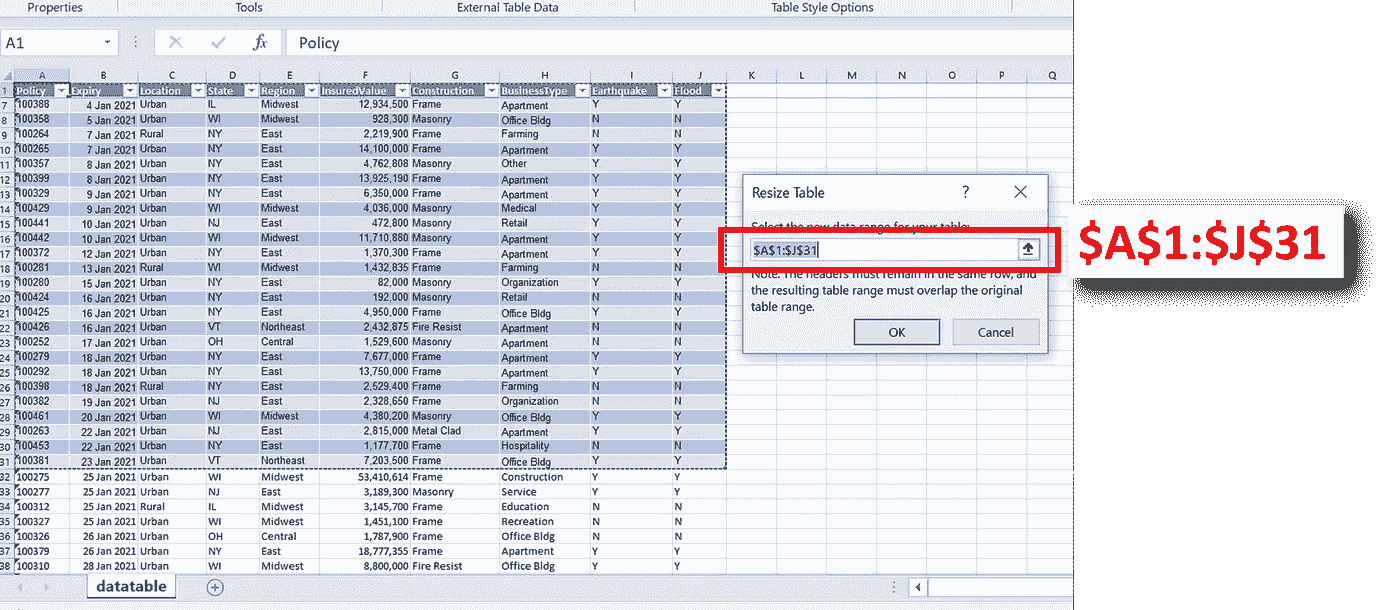 Properties Tools External Table Data Table Style Options
A1 fx Policy
A B C D E F G H I J K L M N O P Q
1 Policy Expiry Location State Region InsuredValue Construction BusinessType Earthquake Flood
7 100388 4 Jan 2021 Urban IL Midwest 12,934,500 Frame Apartment Y Y
8 100358 5 Jan 2021 Urban WI Midwest 928,300 Masonry Office Bldg N N
9 100264 7 Jan 2021 Rural NY East 2,219,900 Frame Farming N N
10 100265 7 Jan 2021 Urban NY East 14,100,000 Frame Apartment Y Y
11 100357 8 Jan 2021 Urban NY East 4,762,808 Masonry Other Y Y
12 100399 8 Jan 2021 Urban NY East 13,925,190 Frame Apartment Y Y
13 100329 9 Jan 2021 Urban NY East 6,350,000 Frame Apartment Y Y
14 100429 9 Jan 2021 Urban WI Midwest 4,036,000 Masonry Medical Y Y
15 100441 10 Jan 2021 Urban NJ East 472,800 Masonry Retail Y Y
16 100442 10 Jan 2021 Urban WI Midwest 11,710,880 Masonry Apartment Y Y
17 100372 12 Jan 2021 Urban NY East 1,370,300 Frame Apartment Y Y
18 100281 13 Jan 2021 Rural WI Midwest 1,432,835 Frame Farming N N
19 100280 15 Jan 2021 Urban NY East 82,000 Masonry Organization Y Y
20 100424 16 Jan 2021 Urban NY East 192,000 Masonry Retail N N
21 100425 16 Jan 2021 Urban NY East 4,950,000 Frame Office Bldg Y Y
22 100426 16 Jan 2021 Urban VT Northeast 2,432,875 Fire Resist Apartment N N
23 100252 17 Jan 2021 Urban OH Central 1,529,600 Masonry Apartment N N
24 100279 18 Jan 2021 Urban NY East 7,677,000 Frame Apartment Y Y
25 100292 18 Jan 2021 Urban NY East 13,750,000 Frame Apartment Y Y
26 100398 18 Jan 2021 Rural NY East 2,529,400 Frame Farming N N
27 100382 19 Jan 2021 Urban NJ East 2,328,650 Frame Organization N N
28 100461 20 Jan 2021 Urban WI Midwest 4,380,200 Masonry Office Bldg Y Y
29 100263 22 Jan 2021 Urban NJ East 2,815,000 Metal Clad Apartment Y Y
30 100453 22 Jan 2021 Urban NY East 1,177,700 Frame Hospitality N N
31 100381 23 Jan 2021 Urban VT Northeast 7,203,500 Frame Office Bldg Y Y
32 100275 25 Jan 2021 Urban WI Midwest 53,410,614 Frame Construction Y Y
33 100277 25 Jan 2021 Urban NJ East 3,189,300 Masonry Service Y Y
34 100312 25 Jan 2021 Rural IL Midwest 3,145,700 Frame Education N N
35 100327 25 Jan 2021 Urban WI Midwest 1,451,100 Frame Recreation N N
36 100326 26 Jan 2021 Urban OH Central 1,787,900 Frame Office Bldg N N
37 100379 26 Jan 2021 Urban NY East 18,777,355 Frame Apartment Y Y
38 100310 28 Jan 2021 Urban WI Midwest 8,800,000 Fire Resist Office Bldg Y Y
datatable
Resize Table ?
Select the new data range for your table:
$A$1:$J$31
Note: The headers must remain in the same row, and
the resulting table range must overlap the original
table range.
OK Cancel
$A$1:$J$31